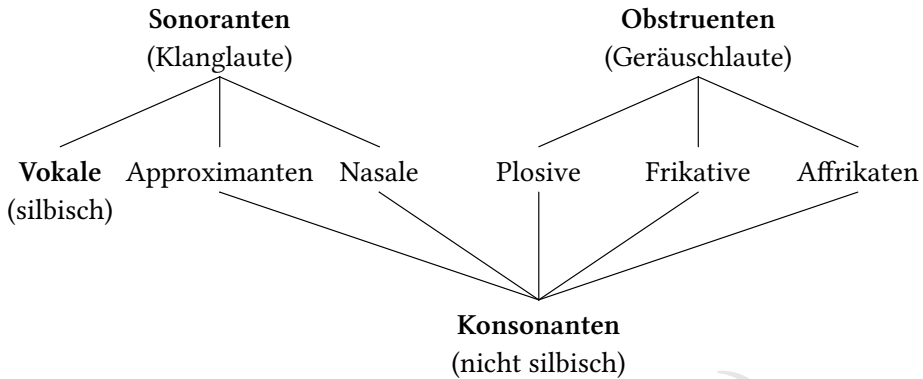 Sonoranten
(Klanglaute)
Obstruenten
(Geräuschlaute)
Vokale
(silbisch)
Approximanten
Nasale
Plosive
Frikative
Affrikaten
Konsonanten
(nicht silbisch)